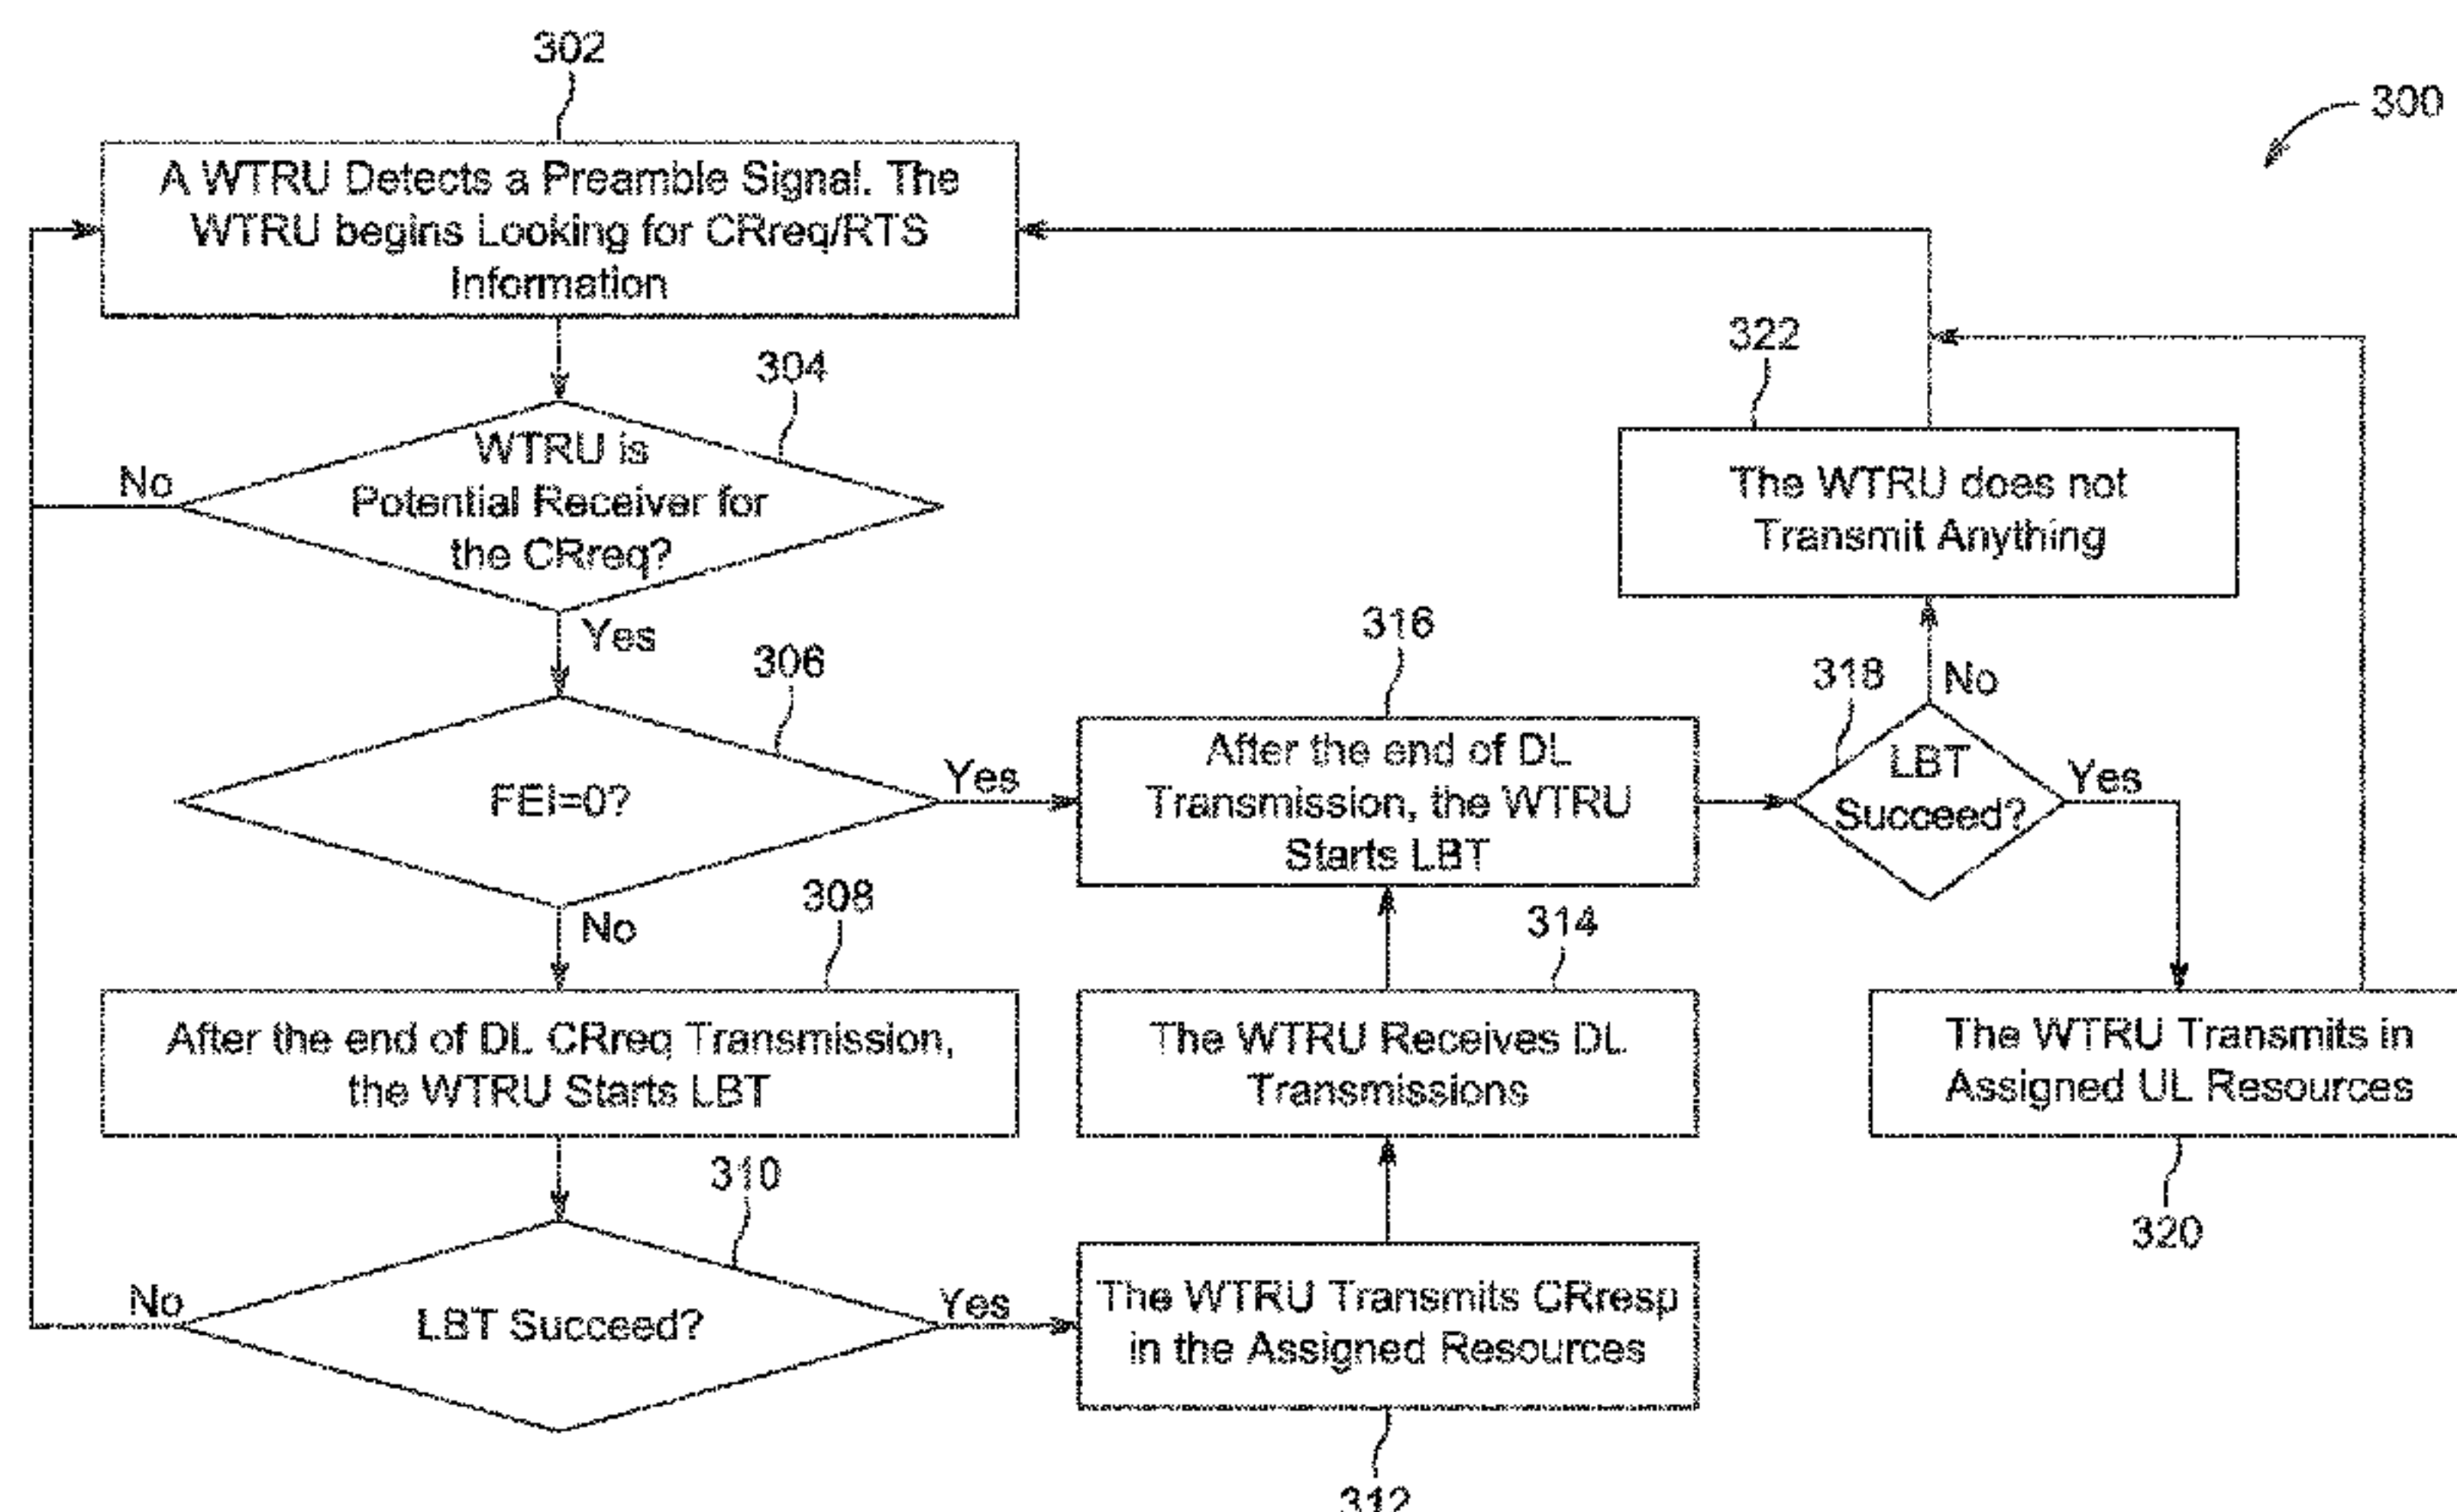 302
300
A WTRU Detects a Preamble Signal. The
WTRU begins Looking for CRreq/RTS
Information
304
322
WTRU is
Potential Receiver for
the CRreq?
No
Yes
The WTRU does not
Transmit Anything
306
316
318
No
FEI=0?
Yes
No
After the end of DL
Transmission, the WTRU
Starts LBT
LBT
Succeed?
Yes
308
314
After the end of DL CRreq Transmission,
the WTRU Starts LBT
The WTRU Receives DL
Transmissions
The WTRU Transmits in
Assigned UL Resources
320
310
LBT Succeed?
No
Yes
The WTRU Transmits CRresp
in the Assigned Resources
312